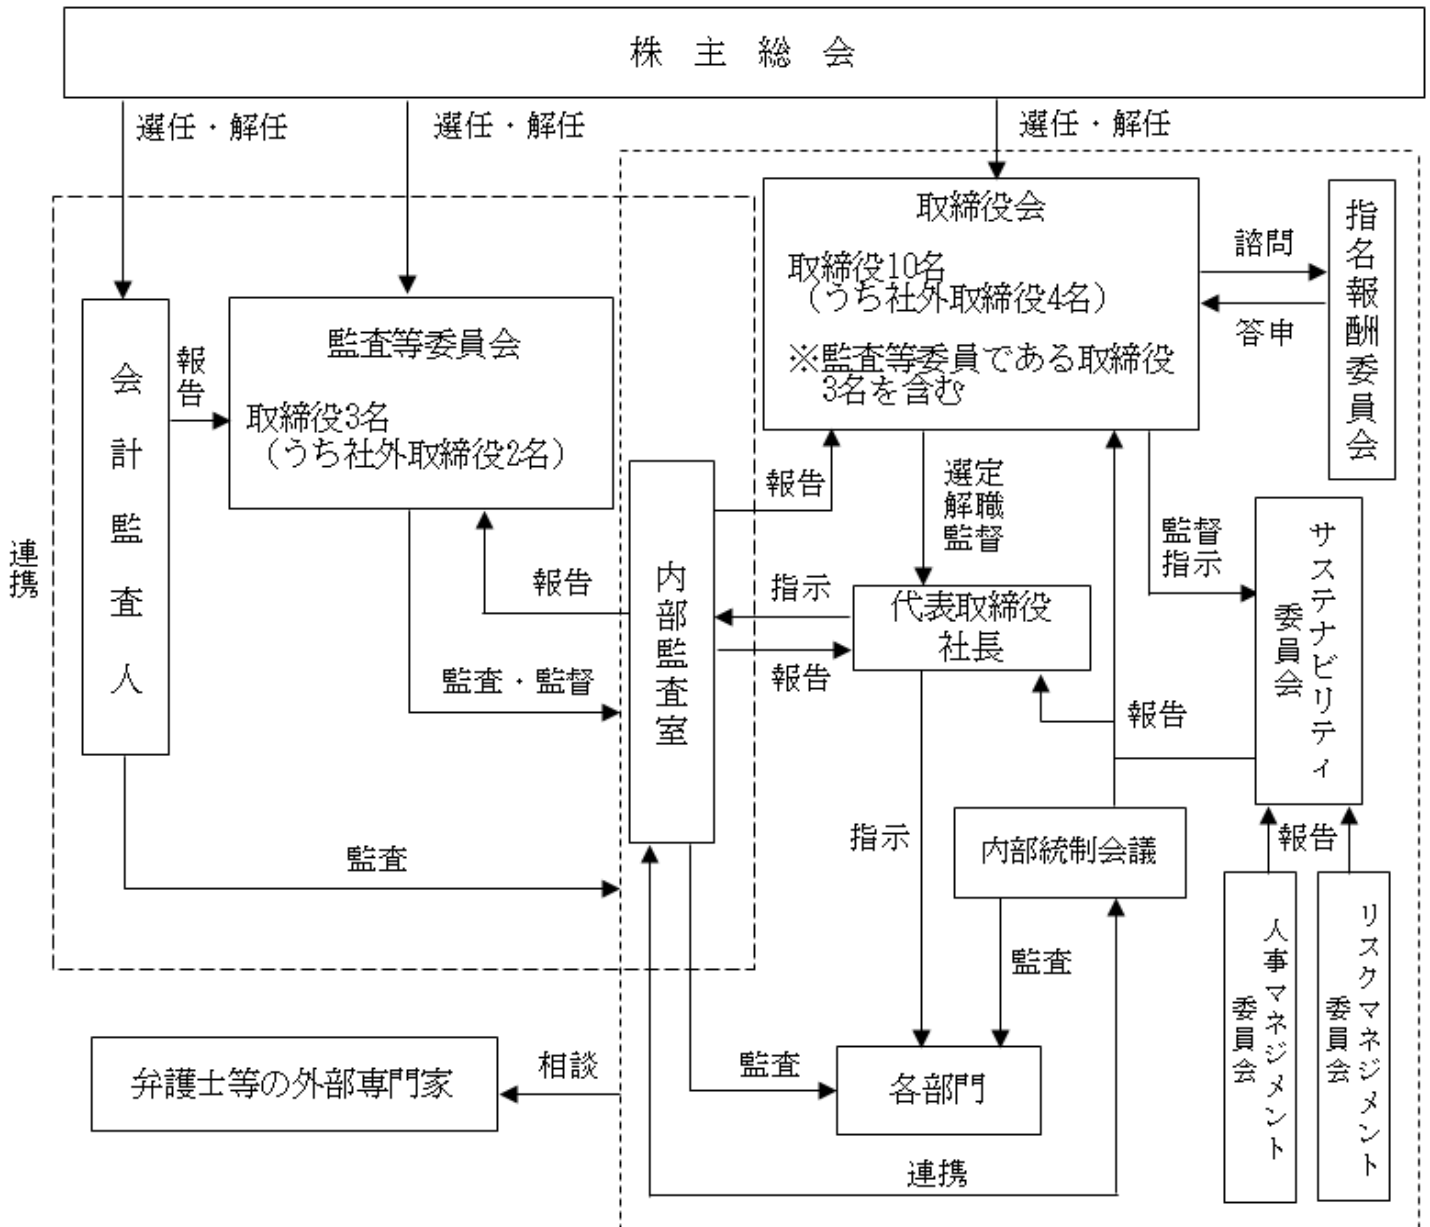 株主総会
選任・解任
選任・解任
選任・解任
取締役会
取締役10名
（うち社外取締役4名）
※監査等委員である取締役
3名を含む
諮問
答申
指名報酬委員会
会計監査人
報告
監査等委員会
取締役3名
（うち社外取締役2名）
連携
報告
監査・監督
監査
内部監査室
報告
選定
解職
監督
監督
指示
指示
報告
代表取締役
社長
報告
サステナビリティ
委員会
指示
内部統制会議
報告
監査
人事マネジメント
委員会
リスクマネジメント
委員会
弁護士等の外部専門家
相談
監査
各部門
連携